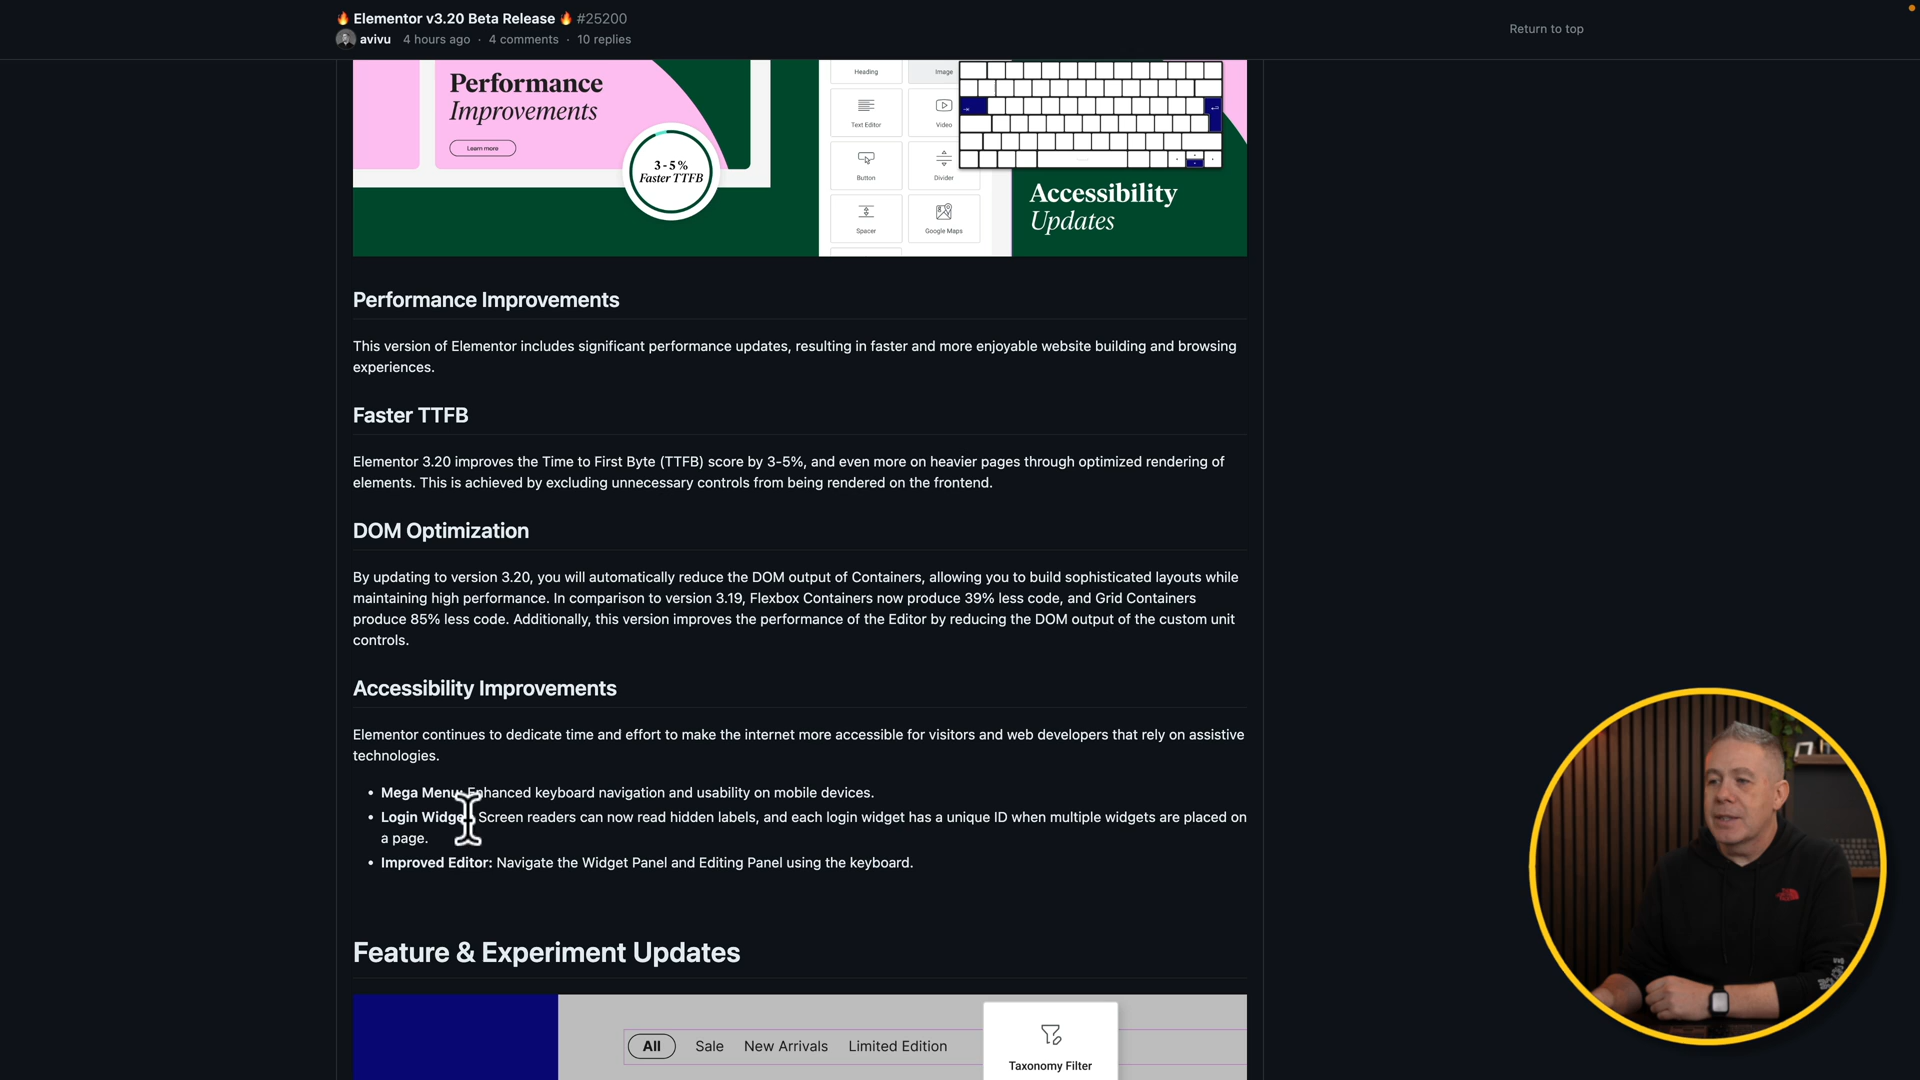 🔥 Elementor v3.20 Beta Release 🔥 #25200
avivu 4 hours ago · 4 comments · 10 replies
Return to top
Performance
Improvements
Learn more
3-5%
Faster TTFB
Heading
Image
Text Editor
Video
Button
Divider
Spacer
Google Maps
Accessibility
Updates
Performance Improvements
This version of Elementor includes significant performance updates, resulting in faster and more enjoyable website building and browsing
experiences.
Faster TTFB
Elementor 3.20 improves the Time to First Byte (TTFB) score by 3-5%, and even more on heavier pages through optimized rendering of
elements. This is achieved by excluding unnecessary controls from being rendered on the frontend.
DOM Optimization
By updating to version 3.20, you will automatically reduce the DOM output of Containers, allowing you to build sophisticated layouts while
maintaining high performance. In comparison to version 3.19, Flexbox Containers now produce 39% less code, and Grid Containers
produce 85% less code. Additionally, this version improves the performance of the Editor by reducing the DOM output of the custom unit
controls.
Accessibility Improvements
Elementor continues to dedicate time and effort to make the internet more accessible for visitors and web developers that rely on assistive
technologies.
• Mega Menu: Enhanced keyboard navigation and usability on mobile devices.
• Login Widget: Screen readers can now read hidden labels, and each login widget has a unique ID when multiple widgets are placed on
a page.
• Improved Editor: Navigate the Widget Panel and Editing Panel using the keyboard.
Feature & Experiment Updates
All Sale New Arrivals Limited Edition
Taxonomy Filter